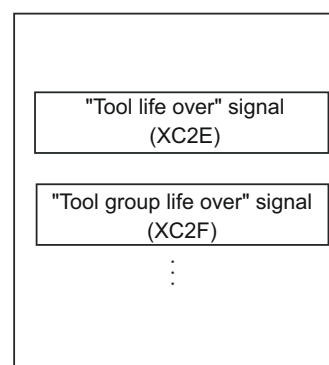 "Tool life over" signal
(XC2E)
"Tool group life over" signal
(XC2F)